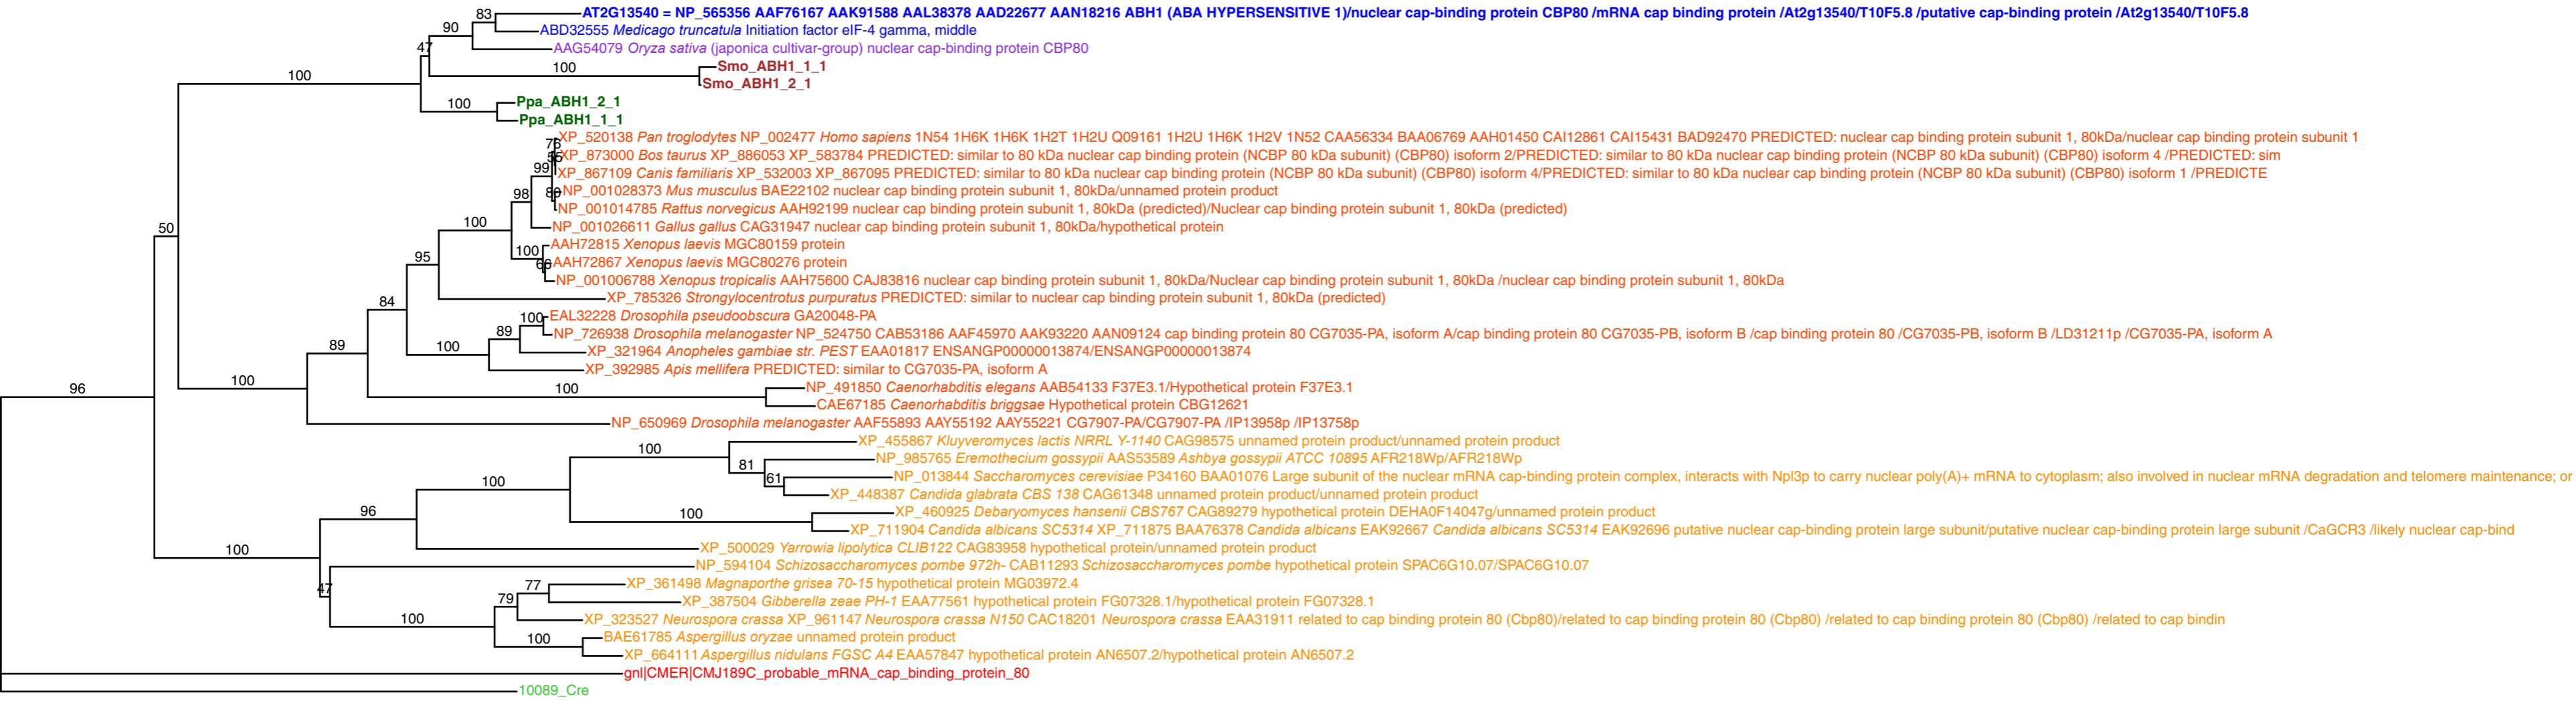 83 AT2G13540 = NP_565356 AAF76167 AAK91588 AAL38378 AAD22677 AAN18216 ABH1 (ABA HYPERSENSITIVE 1)/nuclear cap-binding protein CBP80 /mRNA cap binding protein /At2g13540/T10F5.8 /putative cap-binding protein /At2g13540/T10F5.8
90 ABD32555 Medicago truncatula Initiation factor eIF-4 gamma, middle
47 AAG54079 Oryza sativa (japonica cultivar-group) nuclear cap-binding protein CBP80
100 Smo_ABH1_1_1
100 Smo_ABH1_2_1
100 Ppa_ABH1_2_1
Ppa_ABH1_1_1
76 XP_520138 Pan troglodytes NP_002477 Homo sapiens 1N54 1H6K 1H6K 1H2T 1H2U Q09161 1H2U 1H6K 1H2V 1N52 CAA56334 BAA06769 AAH01450 CAI12861 CAI15431 BAD92470 PREDICTED: nuclear cap binding protein subunit 1, 80kDa/nuclear cap binding protein subunit 1
XP_873000 Bos taurus XP_886053 XP_583784 PREDICTED: similar to 80 kDa nuclear cap binding protein (NCBP 80 kDa subunit) (CBP80) isoform 2/PREDICTED: similar to 80 kDa nuclear cap binding protein (NCBP 80 kDa subunit) (CBP80) isoform 4 /PREDICTED: sim
99 XP_867109 Canis familiaris XP_532003 XP_867095 PREDICTED: similar to 80 kDa nuclear cap binding protein (NCBP 80 kDa subunit) (CBP80) isoform 4/PREDICTED: similar to 80 kDa nuclear cap binding protein (NCBP 80 kDa subunit) (CBP80) isoform 1 /PREDICTE
98 NP_001028373 Mus musculus BAE22102 nuclear cap binding protein subunit 1, 80kDa/unnamed protein product
NP_001014785 Rattus norvegicus AAH92199 nuclear cap binding protein subunit 1, 80kDa (predicted)/Nuclear cap binding protein subunit 1, 80kDa (predicted)
50 100 NP_001026611 Gallus gallus CAG31947 nuclear cap binding protein subunit 1, 80kDa/hypothetical protein
100 AAH72815 Xenopus laevis MGC80159 protein
95 66 AAH72867 Xenopus laevis MGC80276 protein
NP_001006788 Xenopus tropicalis AAH75600 CAJ83816 nuclear cap binding protein subunit 1, 80kDa/Nuclear cap binding protein subunit 1, 80kDa /nuclear cap binding protein subunit 1, 80kDa
84 XP_785326 Strongylocentrotus purpuratus PREDICTED: similar to nuclear cap binding protein subunit 1, 80kDa (predicted)
100 EAL32228 Drosophila pseudoobscura GA20048-PA
89 NP_726938 Drosophila melanogaster NP_524750 CAB53186 AAF45970 AAK93220 AAN09124 cap binding protein 80 CG7035-PA, isoform A/cap binding protein 80 CG7035-PB, isoform B /cap binding protein 80 /CG7035-PB, isoform B /LD31211p /CG7035-PA, isoform A
89 100 XP_321964 Anopheles gambiae str. PEST EAA01817 ENSANGP00000013874/ENSANGP00000013874
XP_392985 Apis mellifera PREDICTED: similar to CG7035-PA, isoform A
96 100 100 NP_491850 Caenorhabditis elegans AAB54133 F37E3.1/Hypothetical protein F37E3.1
CAE67185 Caenorhabditis briggsae Hypothetical protein CBG12621
NP_650969 Drosophila melanogaster AAF55893 AAY55192 AAY55221 CG7907-PA/CG7907-PA /IP13958p /IP13758p
100 XP_455867 Kluyveromyces lactis NRRL Y-1140 CAG98575 unnamed protein product/unnamed protein product
81 NP_985765 Eremothecium gossypii AAS53589 Ashbya gossypii ATCC 10895 AFR218Wp/AFR218Wp
100 61 NP_013844 Saccharomyces cerevisiae P34160 BAA01076 Large subunit of the nuclear mRNA cap-binding protein complex, interacts with Npl3p to carry nuclear poly(A)+ mRNA to cytoplasm; also involved in nuclear mRNA degradation and telomere maintenance; or
XP_448387 Candida glabrata CBS 138 CAG61348 unnamed protein product/unnamed protein product
96 100 XP_460925 Debaryomyces hansenii CBS767 CAG89279 hypothetical protein DEHA0F14047g/unnamed protein product
XP_711904 Candida albicans SC5314 XP_711875 BAA76378 Candida albicans EAK92667 Candida albicans SC5314 EAK92696 putative nuclear cap-binding protein large subunit/putative nuclear cap-binding protein large subunit /CaGCR3 /likely nuclear cap-bind
100 XP_500029 Yarrowia lipolytica CLIB122 CAG83958 hypothetical protein/unnamed protein product
NP_594104 Schizosaccharomyces pombe 972h- CAB11293 Schizosaccharomyces pombe hypothetical protein SPAC6G10.07/SPAC6G10.07
47 77 XP_361498 Magnaporthe grisea 70-15 hypothetical protein MG03972.4
79 XP_387504 Gibberella zeae PH-1 EAA77561 hypothetical protein FG07328.1/hypothetical protein FG07328.1
100 XP_323527 Neurospora crassa XP_961147 Neurospora crassa N150 CAC18201 Neurospora crassa EAA31911 related to cap binding protein 80 (Cbp80)/related to cap binding protein 80 (Cbp80) /related to cap binding protein 80 (Cbp80) /related to cap bindin
100 BAE61785 Aspergillus oryzae unnamed protein product
XP_664111 Aspergillus nidulans FGSC A4 EAA57847 hypothetical protein AN6507.2/hypothetical protein AN6507.2
gnl|CMER|CMJ189C_probable_mRNA_cap_binding_protein_80
10089_Cre